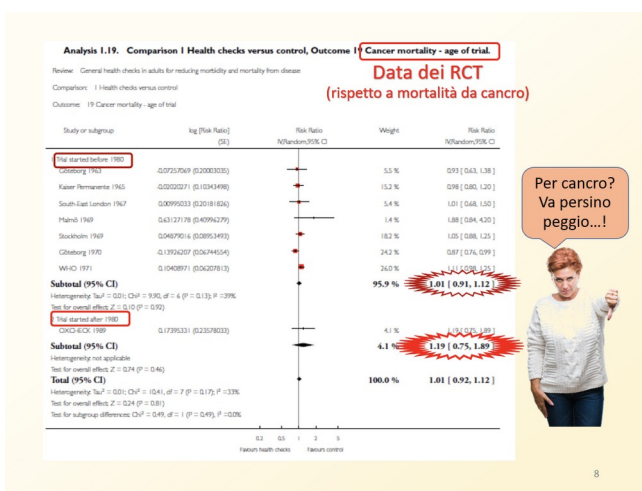 Analysis 1.19. Comparison 1 Health checks versus control, Outcome 19 Cancer mortality - age of trial.
Data dei RCT
(rispetto a mortalità da cancro)
Review: General health checks in adults for reducing morbidity and mortality from disease
Comparison: 1 Health checks versus control
Outcome: 19 Cancer mortality - age of trial
Study or subgroup log [Risk Ratio] Risk Ratio Weight Risk Ratio
(SE) IV,Random,95% CI IV,Random,95% CI
1 Trial started before 1980
Göteborg 1963 -0.07257069 (0.20003035) 5.5 % 0.93 [ 0.63, 1.38 ]
Kaiser Permanente 1965 -0.02020271 (0.10343498) 15.2 % 0.98 [ 0.80, 1.20 ]
South-East London 1967 0.00995033 (0.20181826) 5.4 % 1.01 [ 0.68, 1.50 ]
Malmö 1969 0.63127178 (0.40996279) 1.4 % 1.88 [ 0.84, 4.20 ]
Stockholm 1969 0.04879016 (0.08953493) 18.2 % 1.05 [ 0.88, 1.25 ]
Göteborg 1970 -0.13926207 (0.06744554) 24.2 % 0.87 [ 0.76, 0.99 ]
WHO 1971 0.10408971 (0.06207813) 26.0 % 1.11 [ 0.98, 1.25 ]
Subtotal (95% CI) 95.9 % 1.01 [ 0.91, 1.12 ]
Heterogeneity: Tau² = 0.01; Chi² = 9.90, df = 6 (P = 0.13); I² =39%
Test for overall effect: Z = 0.10 (P = 0.92)
1 Trial started after 1980
OXCHECK 1989 0.17395331 (0.23578033) 4.1 % 1.19 [ 0.75, 1.89 ]
Subtotal (95% CI) 4.1 % 1.19 [ 0.75, 1.89 ]
Heterogeneity: not applicable
Test for overall effect: Z = 0.74 (P = 0.46)
Total (95% CI) 100.0 % 1.01 [ 0.92, 1.12 ]
Heterogeneity: Tau² = 0.01; Chi² = 10.41, df = 7 (P = 0.17); I² =33%
Test for overall effect: Z = 0.24 (P = 0.81)
Test for subgroup differences: Chi² = 0.49, df = 1 (P = 0.49), I² =0.0%
0.2 0.5 1 2 5
Favours health checks Favours control
Per cancro?
Va persino
peggio...!
8